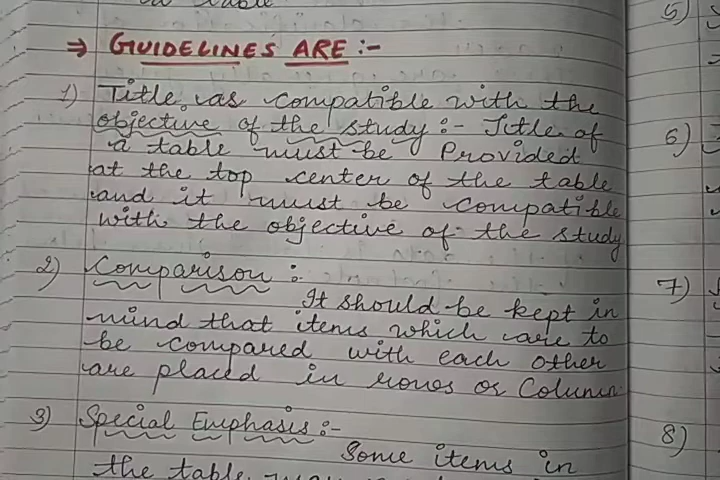 ⇒ GUIDELINES ARE :-
1) Title as compatible with the
objective of the study :- Title of
a table must be Provided
at the top center of the table
and it must be compatible
with the objective of the study
2) Comparison :-
It should be kept in
mind that items which are to
be compared with each other
are placed in rows or Column
3) Special Emphasis :-
Some items in
the table
5)
6)
7)
8)